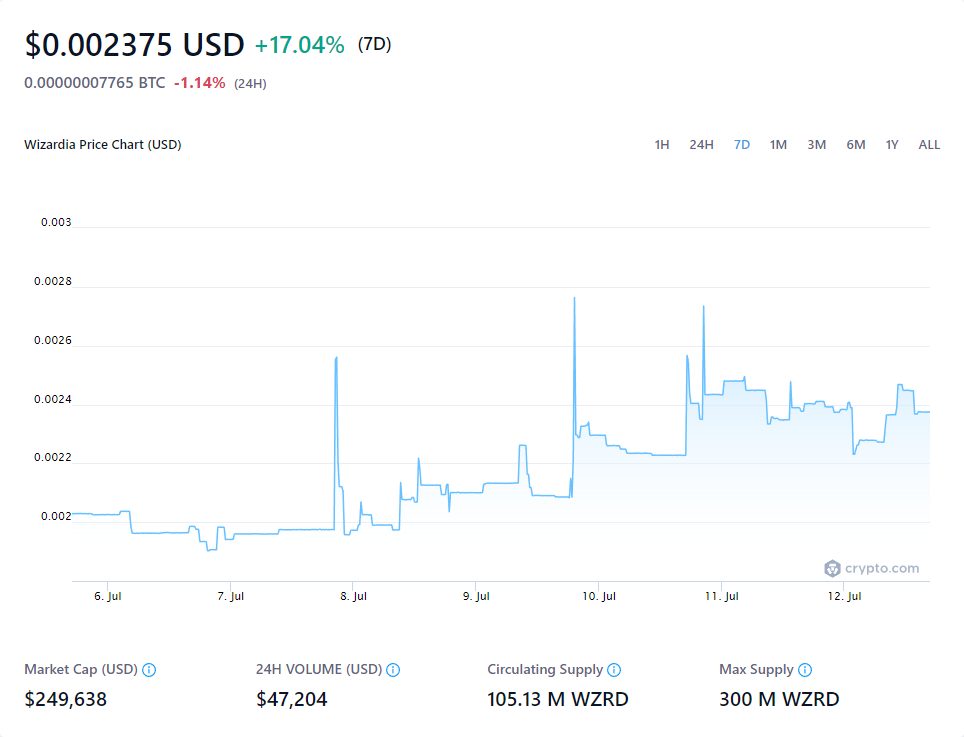 $0.002375 USD +17.04% (7D)
0.00000007765 BTC -1.14% (24H)
Wizardia Price Chart (USD) 1H 24H 7D 1M 3M 6M 1Y ALL
0.003
0.0028
0.0026
0.0024
0.0022
0.002
crypto.com
6. Jul 7. Jul 8. Jul 9. Jul 10. Jul 11. Jul 12. Jul
Market Cap (USD) 24H VOLUME (USD) Circulating Supply Max Supply
$249,638 $47,204 105.13 M WZRD 300 M WZRD